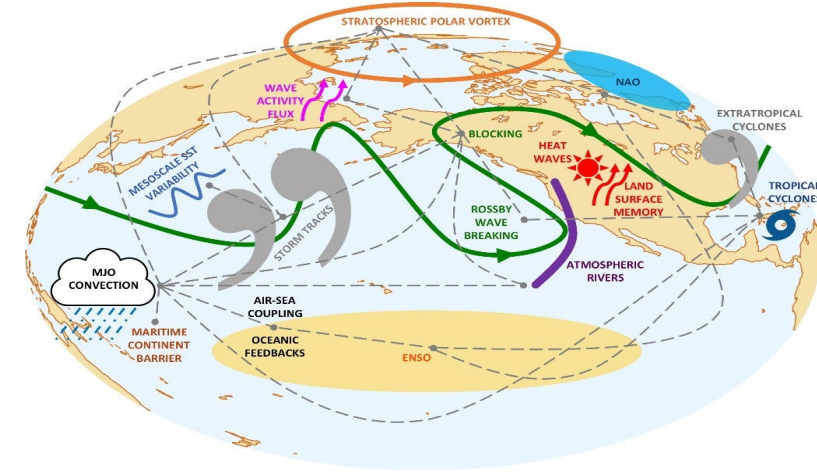 STRATOSPHERIC POLAR VORTEX
WAVE
ACTIVITY
FLUX
NAO
EXTRATROPICAL
CYCLONES
BLOCKING
HEAT
WAVES
MESOSCALE SST
VARIABILITY
LAND
SURFACE
MEMORY
TROPICAL
CYCLONES
STORM TRACKS
ROSSBY
WAVE
BREAKING
MJO
CONVECTION
ATMOSPHERIC
RIVERS
AIR-SEA
COUPLING
MARITIME
CONTINENT
BARRIER
OCEANIC
FEEDBACKS
ENSO